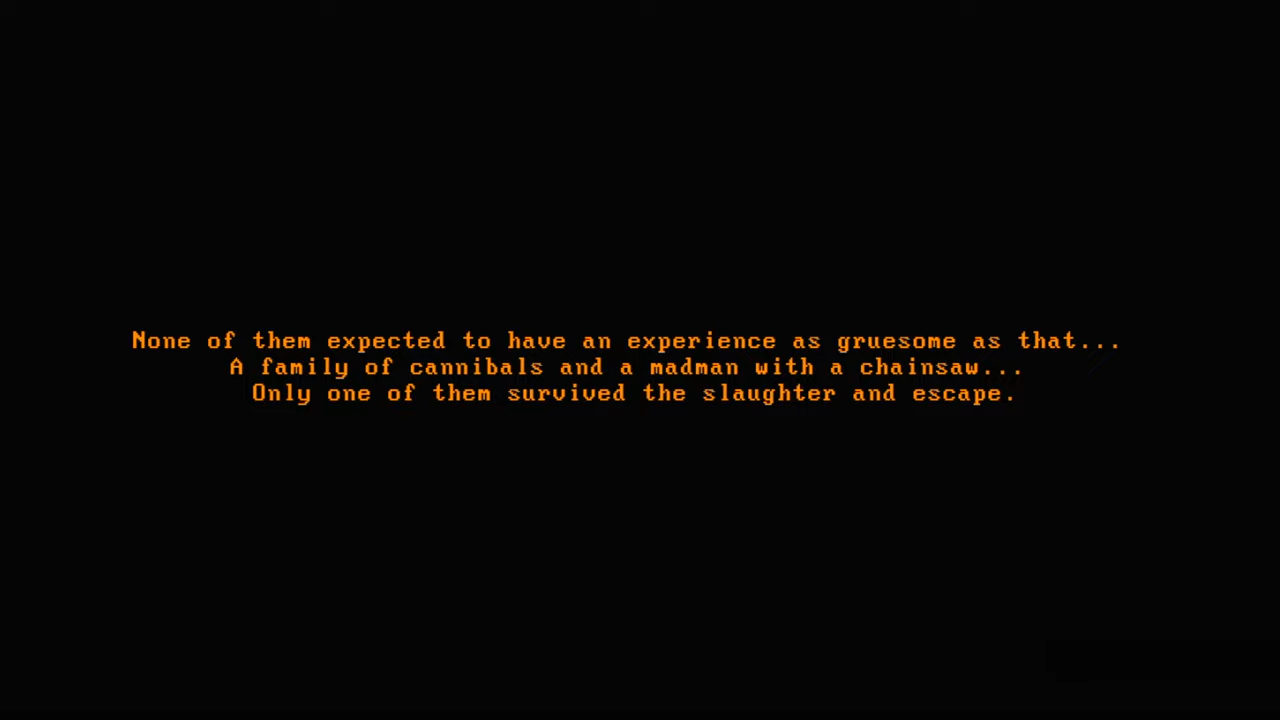 None of them expected to have an experience as gruesome as that...
A family of cannibals and a madman with a chainsaw...
Only one of them survived the slaughter and escape.